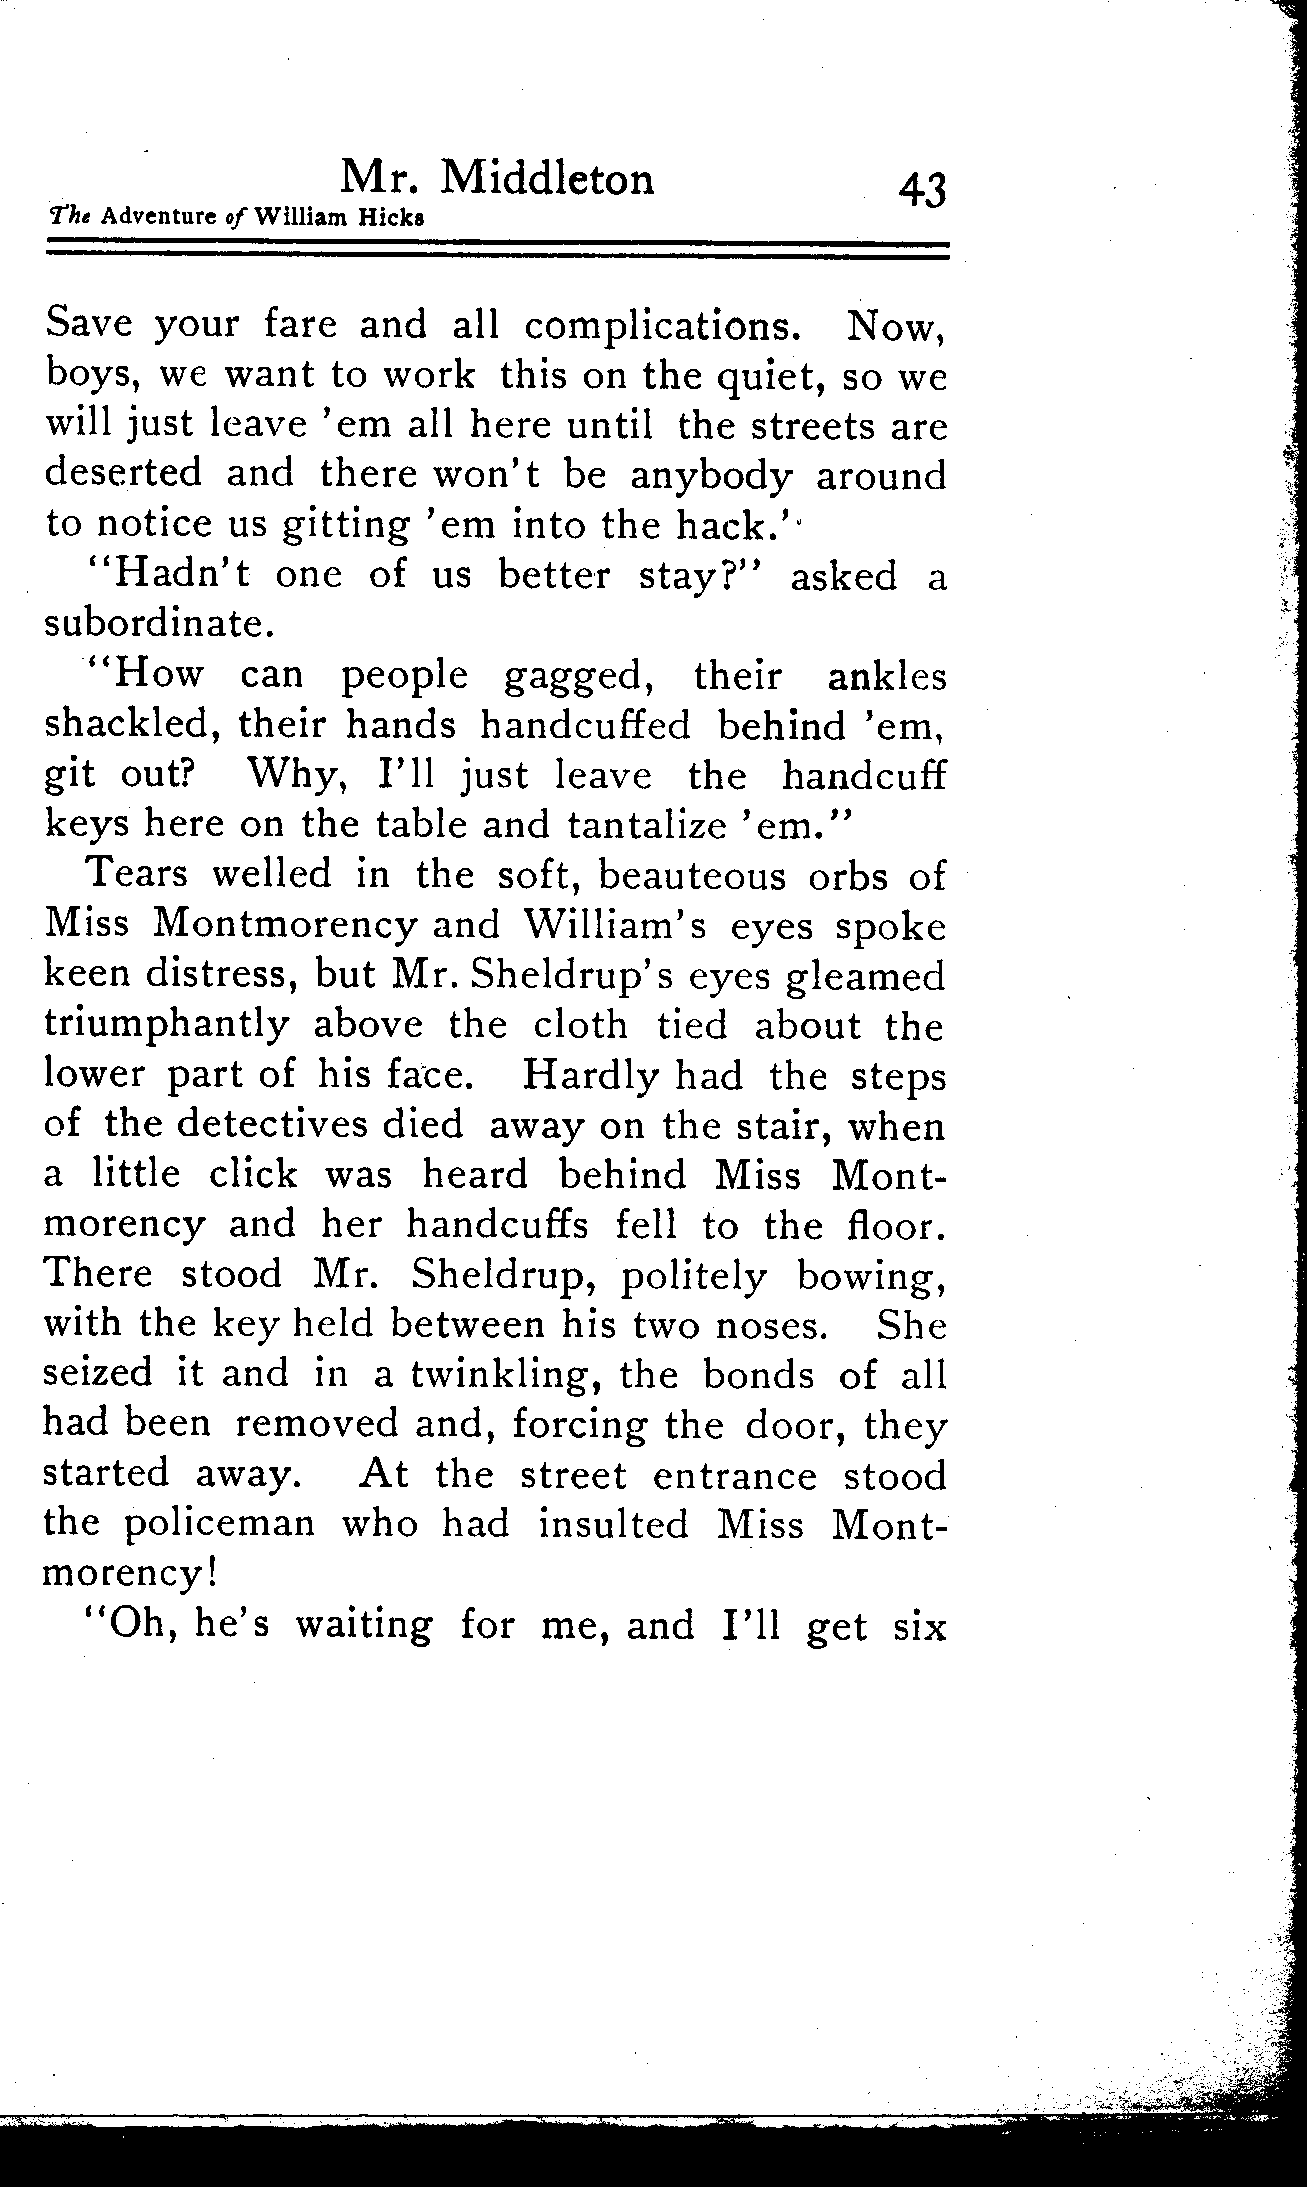 Mr. Middleton 43
The Adventure of William Hicks
Save your fare and all complications. Now,
boys, we want to work this on the quiet, so we
will just leave 'em all here until the streets are
deserted and there won't be anybody around
to notice us gitting 'em into the hack.''
"Hadn't one of us better stay?" asked a
subordinate.
"How can people gagged, their ankles
shackled, their hands handcuffed behind 'em,
git out? Why, I'll just leave the handcuff
keys here on the table and tantalize 'em."
Tears welled in the soft, beauteous orbs of
Miss Montmorency and William's eyes spoke
keen distress, but Mr. Sheldrup's eyes gleamed
triumphantly above the cloth tied about the
lower part of his face. Hardly had the steps
of the detectives died away on the stair, when
a little click was heard behind Miss Mont-
morency and her handcuffs fell to the floor.
There stood Mr. Sheldrup, politely bowing,
with the key held between his two noses. She
seized it and in a twinkling, the bonds of all
had been removed and, forcing the door, they
started away. At the street entrance stood
the policeman who had insulted Miss Mont-
morency!
"Oh, he's waiting for me, and I'll get six